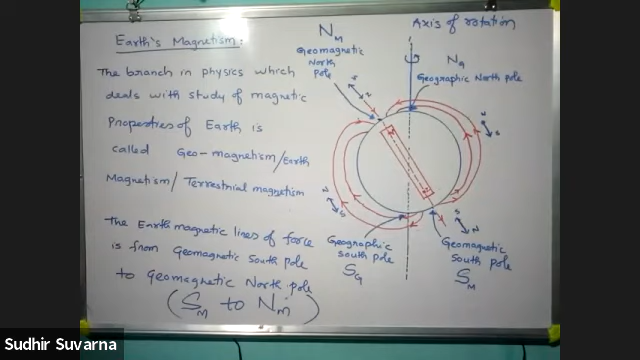 Earth's Magnetism:
The branch in physics which
deals with study of magnetic
Properties of Earth is
called Geo-magnetism/Earth
Magnetism/Terrestrial magnetism
The Earth magnetic lines of force
is from Geomagnetic South pole
to Geomagnetic North pole
(SM to NM)
Axis of rotation
NM
Geomagnetic
North
Pole
NG
Geographic North pole
Geographic
South pole
SG
Geomagnetic
South pole
SM
Sudhir Suvarna